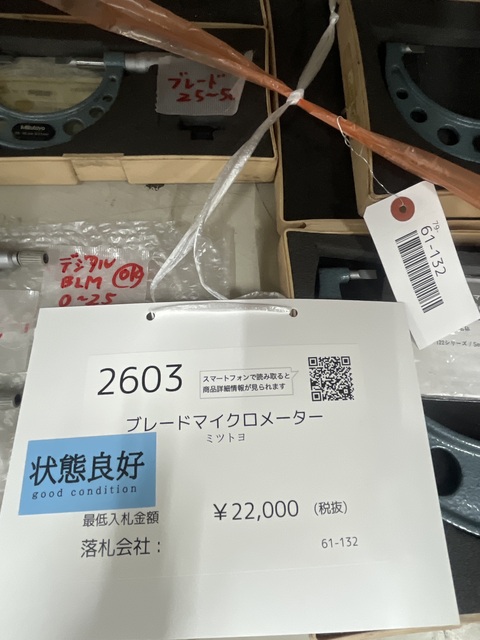 ブレード
25~5
Mitutoyo
79-
61-132
デジタル
BLM
0~25
2603
スマートフォンで読み取ると
商品詳細情報が見られます
ブレードマイクロメーター
ミツトヨ
状態良好
good condition
最低入札金額
￥22,000 (税抜)
落札会社：
61-132